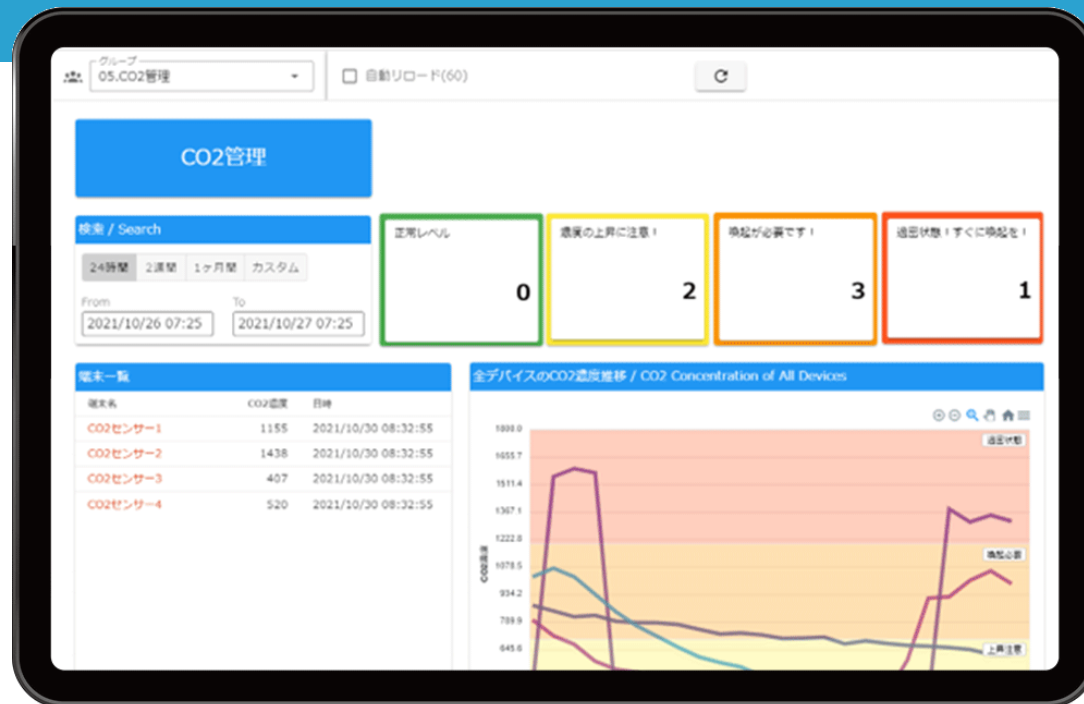 グループ
05.CO2管理
自動リロード(60)
CO2管理
検索 / Search
24時間 2週間 1ヶ月間 カスタム
From To
2021/10/26 07:25 2021/10/27 07:25
正常レベル
0
濃度の上昇に注意！
2
喚起が必要です！
3
過密状態！すぐに喚起を！
1
端末一覧
端末名 CO2濃度 日時
CO2センサー1 1155 2021/10/30 08:32:55
CO2センサー2 1438 2021/10/30 08:32:55
CO2センサー3 407 2021/10/30 08:32:55
CO2センサー4 520 2021/10/30 08:32:55
全デバイスのCO2濃度推移 / CO2 Concentration of All Devices
過密状態
喚起必要
上昇注意
CO2濃度
1800.0
1655.7
1511.4
1367.1
1222.8
1078.5
934.2
789.9
645.6